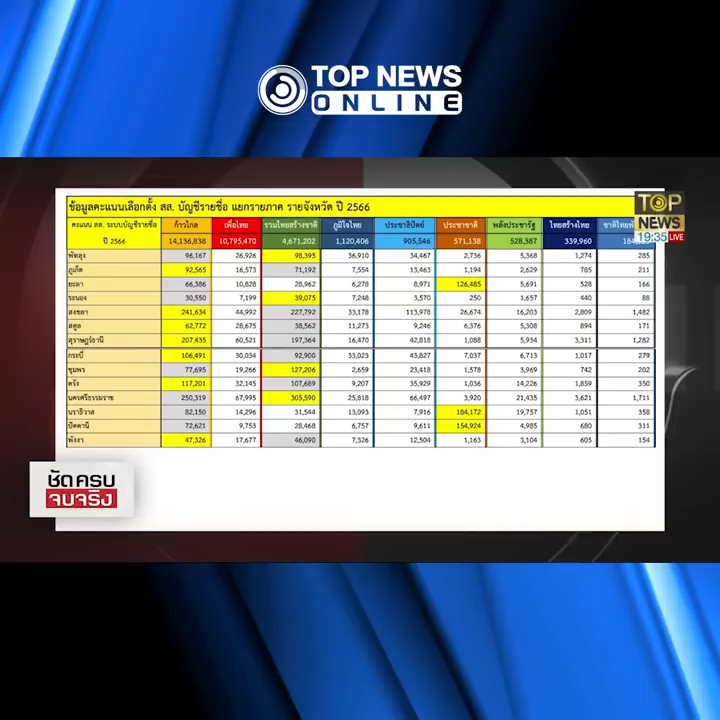 TOP NEWS
ONLINE
ข้อมูลคะแนนเลือกตั้ง สส. บัญชีรายชื่อ แยกรายภาค รายจังหวัด ปี 2566
คะแนน สส. ระบบบัญชีรายชื่อ ก้าวไกล เพื่อไทย รวมไทยสร้างชาติ ภูมิใจไทย ประชาธิปัตย์ ประชาชาติ พลังประชารัฐ ไทยสร้างไทย
ปี 2566 14,136,838 10,795,470 4,671,202 1,120,406 905,546 571,138 528,387 339,960
พัทลุง 96,167 26,926 98,395 36,910 34,467 2,736 5,368 1,274 285
ภูเก็ต 92,565 16,573 71,192 7,554 13,463 1,194 2,629 785 211
ยะลา 66,386 10,828 28,962 6,278 8,971 126,485 5,691 528 166
ระนอง 30,550 7,199 39,075 7,248 3,570 250 1,657 440 88
สงขลา 241,634 44,992 227,792 33,178 113,978 26,674 16,203 2,809 1,482
สตูล 62,772 28,675 38,562 11,273 9,246 6,376 5,308 894 171
สุราษฎร์ธานี 207,435 60,521 197,364 16,470 42,818 1,088 5,934 3,311 1,282
กระบี่ 106,491 30,034 92,900 33,023 43,827 7,037 6,713 1,017 279
ชุมพร 77,695 19,266 127,206 2,659 23,418 1,578 3,969 742 202
ตรัง 117,201 32,145 107,689 9,207 35,929 1,036 14,226 1,859 350
นครศรีธรรมราช 250,319 67,995 305,590 25,818 66,497 3,920 21,435 3,621 1,711
นราธิวาส 82,150 14,296 31,544 13,093 7,916 184,172 19,757 1,051 358
ปัตตานี 72,621 9,753 28,468 6,757 9,611 154,924 4,985 680 311
พังงา 47,326 17,677 46,090 7,326 12,504 1,163 3,104 605 154
TOP
NEWS
19:35 LIVE
ชัดครบ
จบจริง